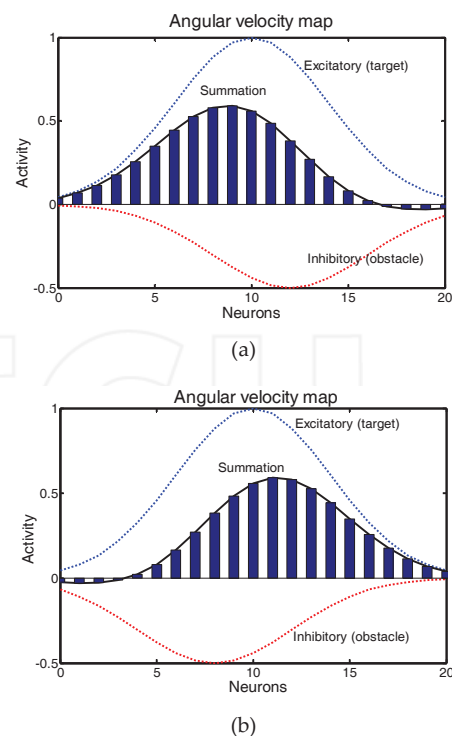 Angular velocity map
1
Excitatory (target)
Summation
0.5
Activity
0
Inhibitory (obstacle)
-0.5
0 5 10 15 20
Neurons
(a)
Angular velocity map
1
Excitatory (target)
Summation
0.5
Activity
0
Inhibitory (obstacle)
-0.5
0 5 10 15 20
Neurons
(b)